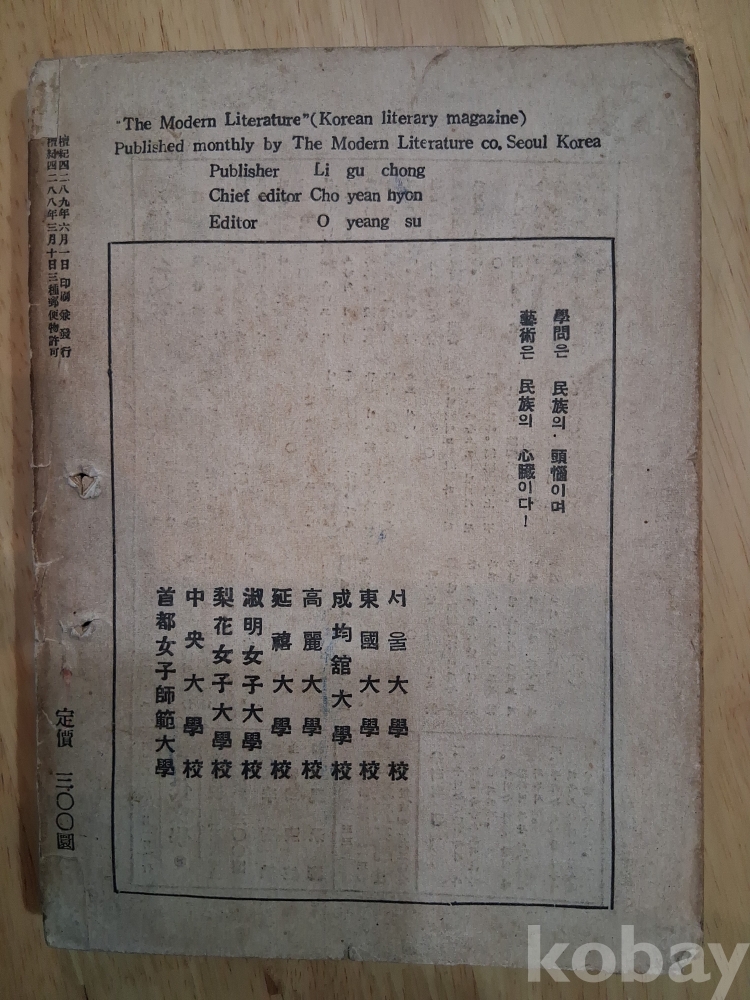 "The Modern Literature"(Korean literary magazine)
Published monthly by The Modern Literature co. Seoul Korea
Publisher Li gu chong
Chief editor Cho yean hyon
Editor O yeang su
檀紀四二八九年六月一日 印刷 兼 發行
檀紀四二八八年三月十日三種郵便物許可
學問은 民族의·頭惱이며
藝術은 民族의 心臟이다!
서울大學校
東國大學校
成均舘大學校
高麗大學校
延禧大學校
淑明女子大學校
梨花女子大學校
中央大學校
首都女子師範大學
定價 三〇〇圜
kobay